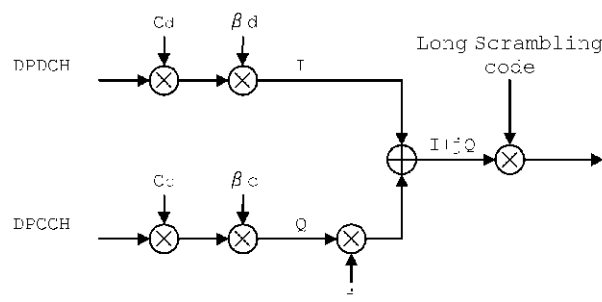 Cd
βd
Long Scrambling
code
DPDCH
I
I+jQ
Cc
βc
DPCCH
Q